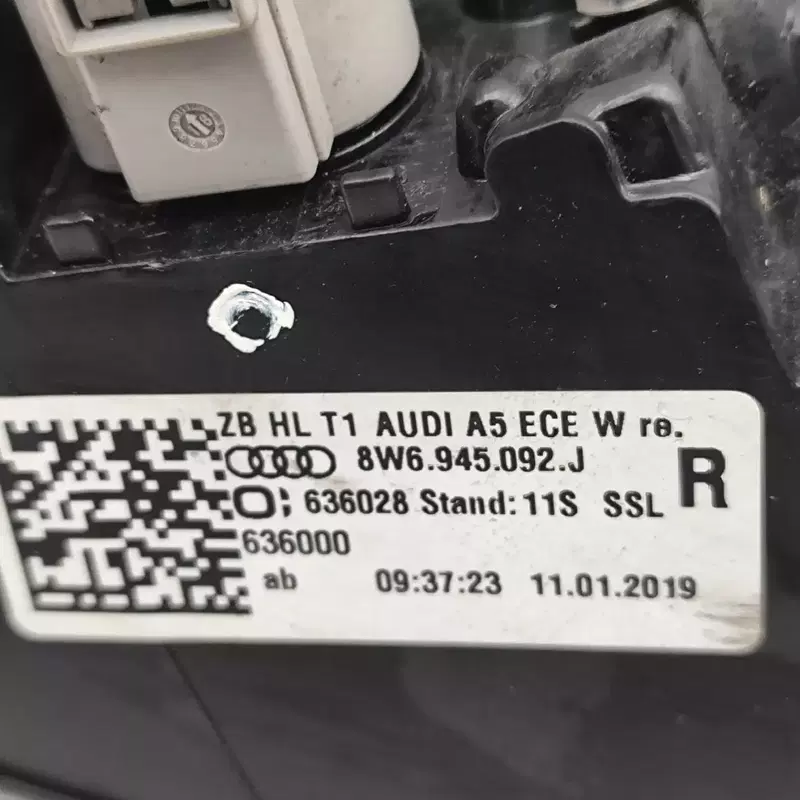 18
ZB HL T1 AUDI A5 ECE W re.
8W6.945.092.J
R
636028 Stand: 11S SSL
636000
ab 09:37:23 11.01.2019